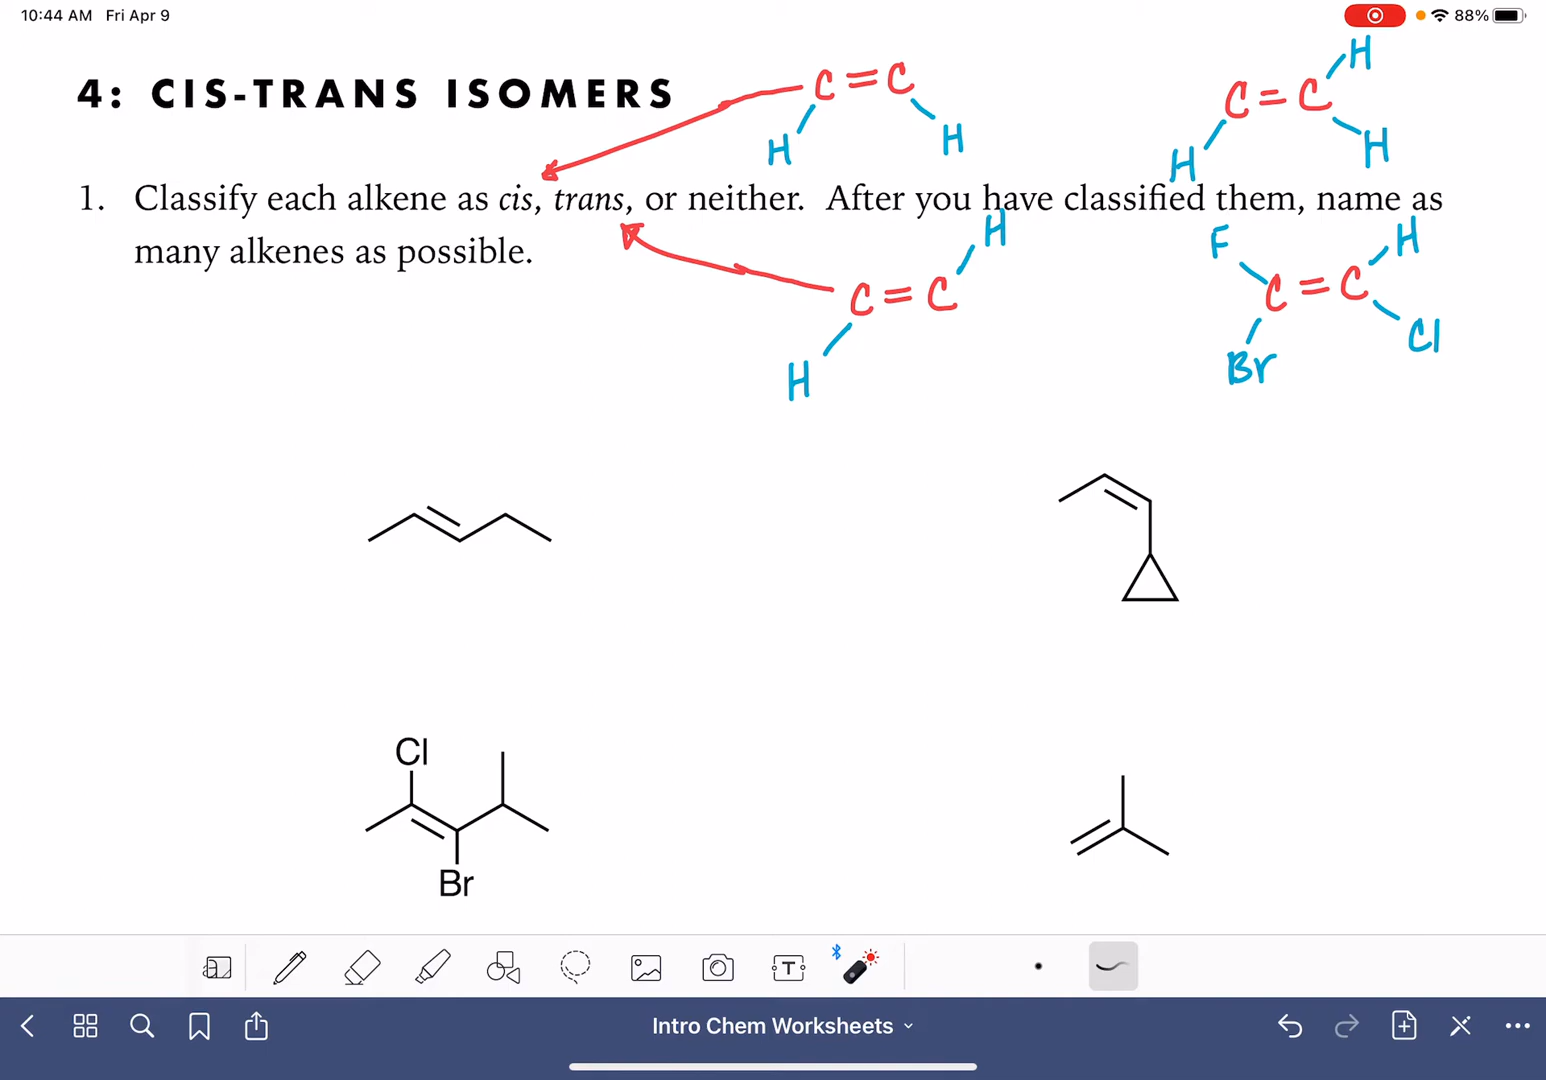 10:44 AM Fri Apr 9
88%
4: CIS-TRANS ISOMERS
C=C
H H
C=C
H
H
H
1. Classify each alkene as cis, trans, or neither. After you have classified them, name as
many alkenes as possible.
C=C
H
H
F
C=C
H
Br
Cl
Cl
Br
T
Intro Chem Worksheets